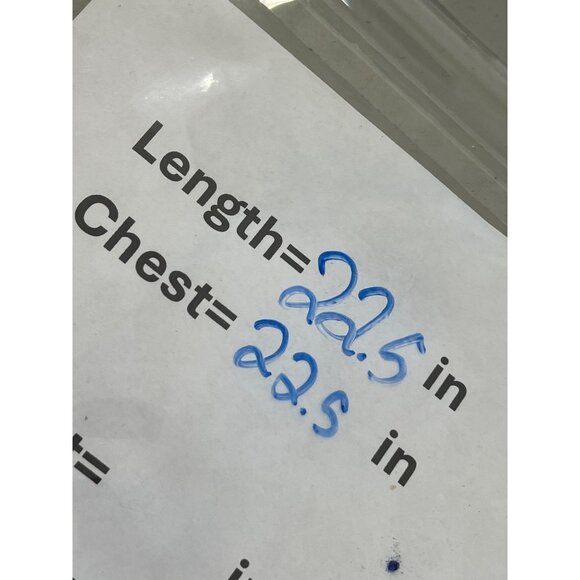 Length= 22.5 in
Chest= 22.5 in
t=